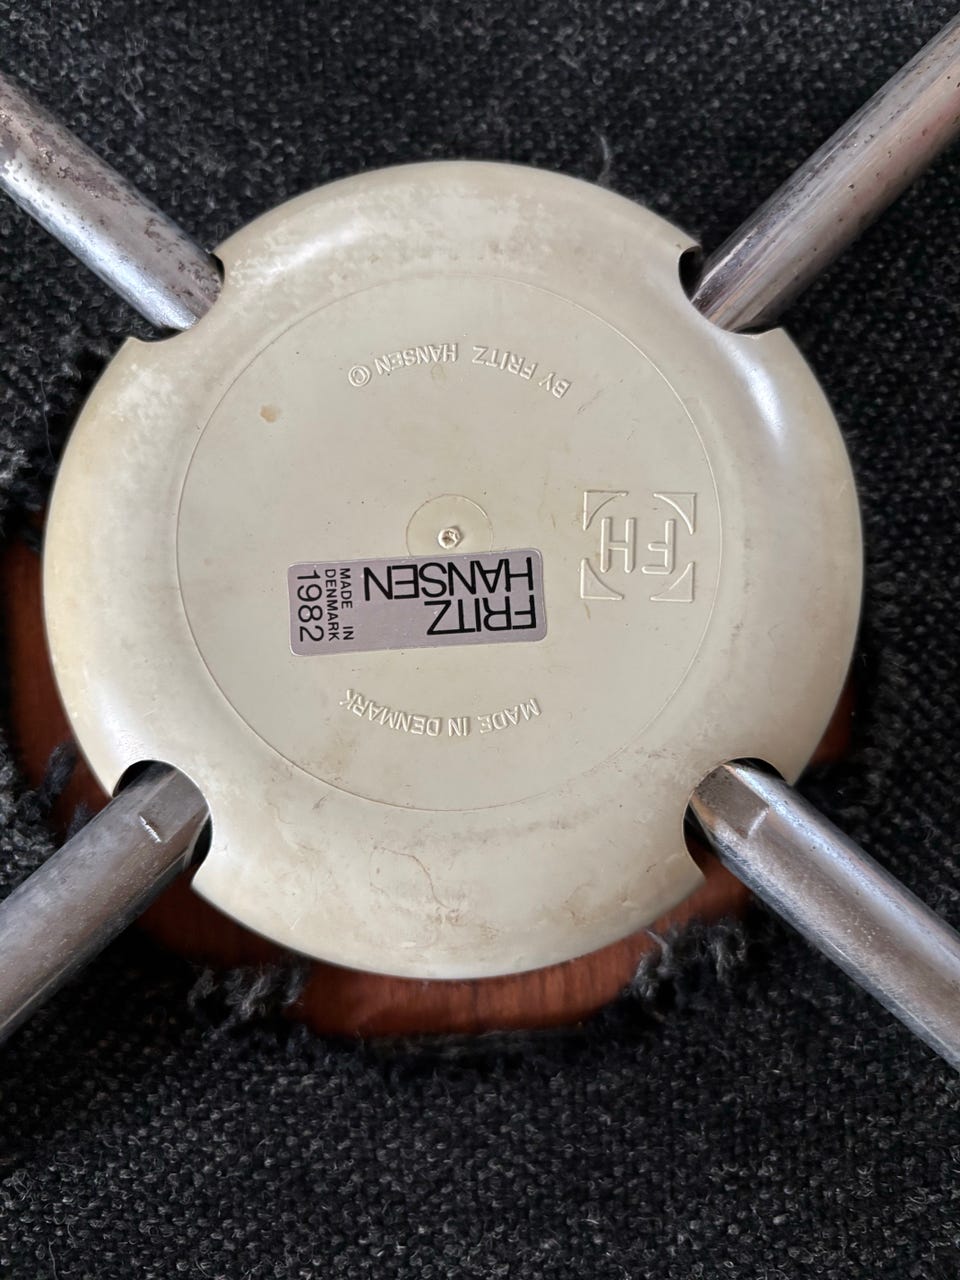 BY FRITZ HANSEN ©
FH
FRITZ
HANSEN
MADE IN
DENMARK
1982
MADE IN DENMARK